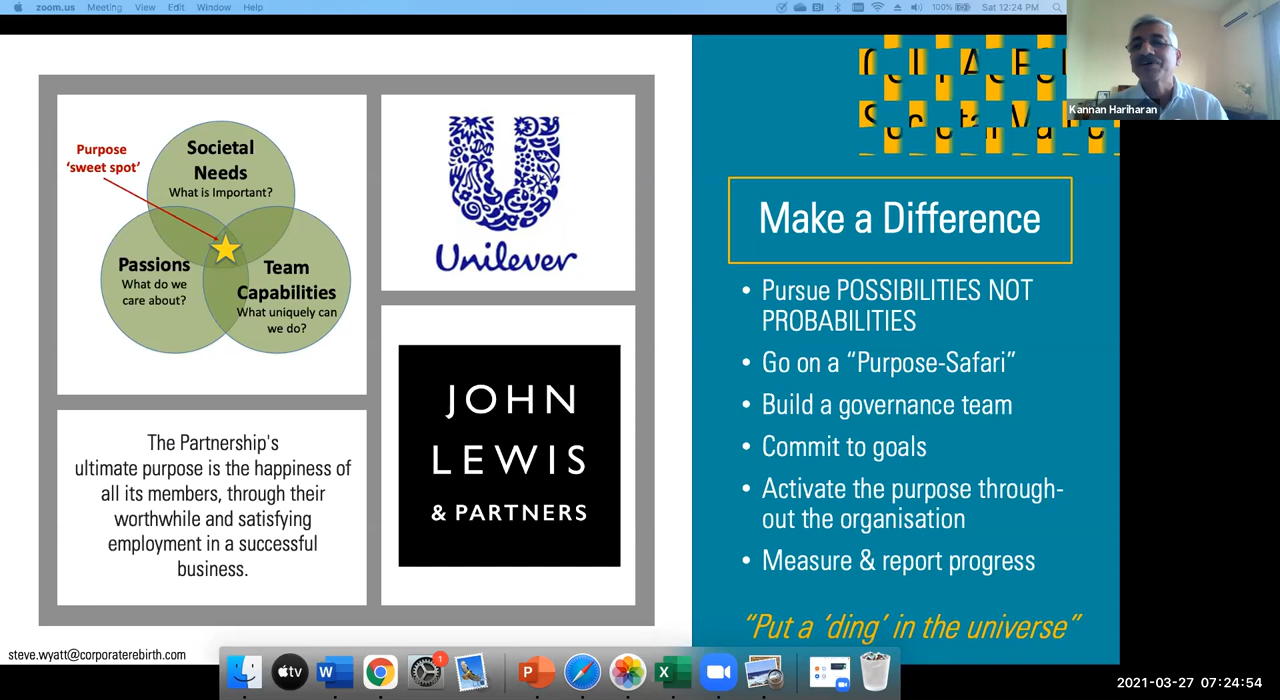 zoom.us Meeting View Edit Window Help
100% Sat 12:24 PM
Kannan Hariharan
Purpose
‘sweet spot’
Societal
Needs
What is Important?
Passions
What do we
care about?
Team
Capabilities
What uniquely can
we do?
Unilever
The Partnership's
ultimate purpose is the happiness of
all its members, through their
worthwhile and satisfying
employment in a successful
business.
JOHN
LEWIS
& PARTNERS
Make a Difference
• Pursue POSSIBILITIES NOT
PROBABILITIES
• Go on a “Purpose-Safari”
• Build a governance team
• Commit to goals
• Activate the purpose through-
out the organisation
• Measure & report progress
“Put a ‘ding’ in the universe”
steve.wyatt@corporaterebirth.com
1
tv
W
P
X
2021-03-27 07:24:54